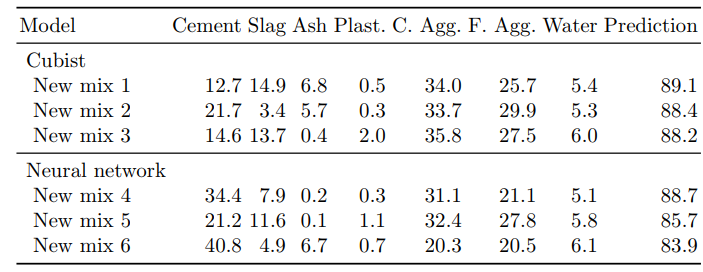 Model Cement Slag Ash Plast. C. Agg. F. Agg. Water Prediction
Cubist
New mix 1 12.7 14.9 6.8 0.5 34.0 25.7 5.4 89.1
New mix 2 21.7 3.4 5.7 0.3 33.7 29.9 5.3 88.4
New mix 3 14.6 13.7 0.4 2.0 35.8 27.5 6.0 88.2
Neural network
New mix 4 34.4 7.9 0.2 0.3 31.1 21.1 5.1 88.7
New mix 5 21.2 11.6 0.1 1.1 32.4 27.8 5.8 85.7
New mix 6 40.8 4.9 6.7 0.7 20.3 20.5 6.1 83.9